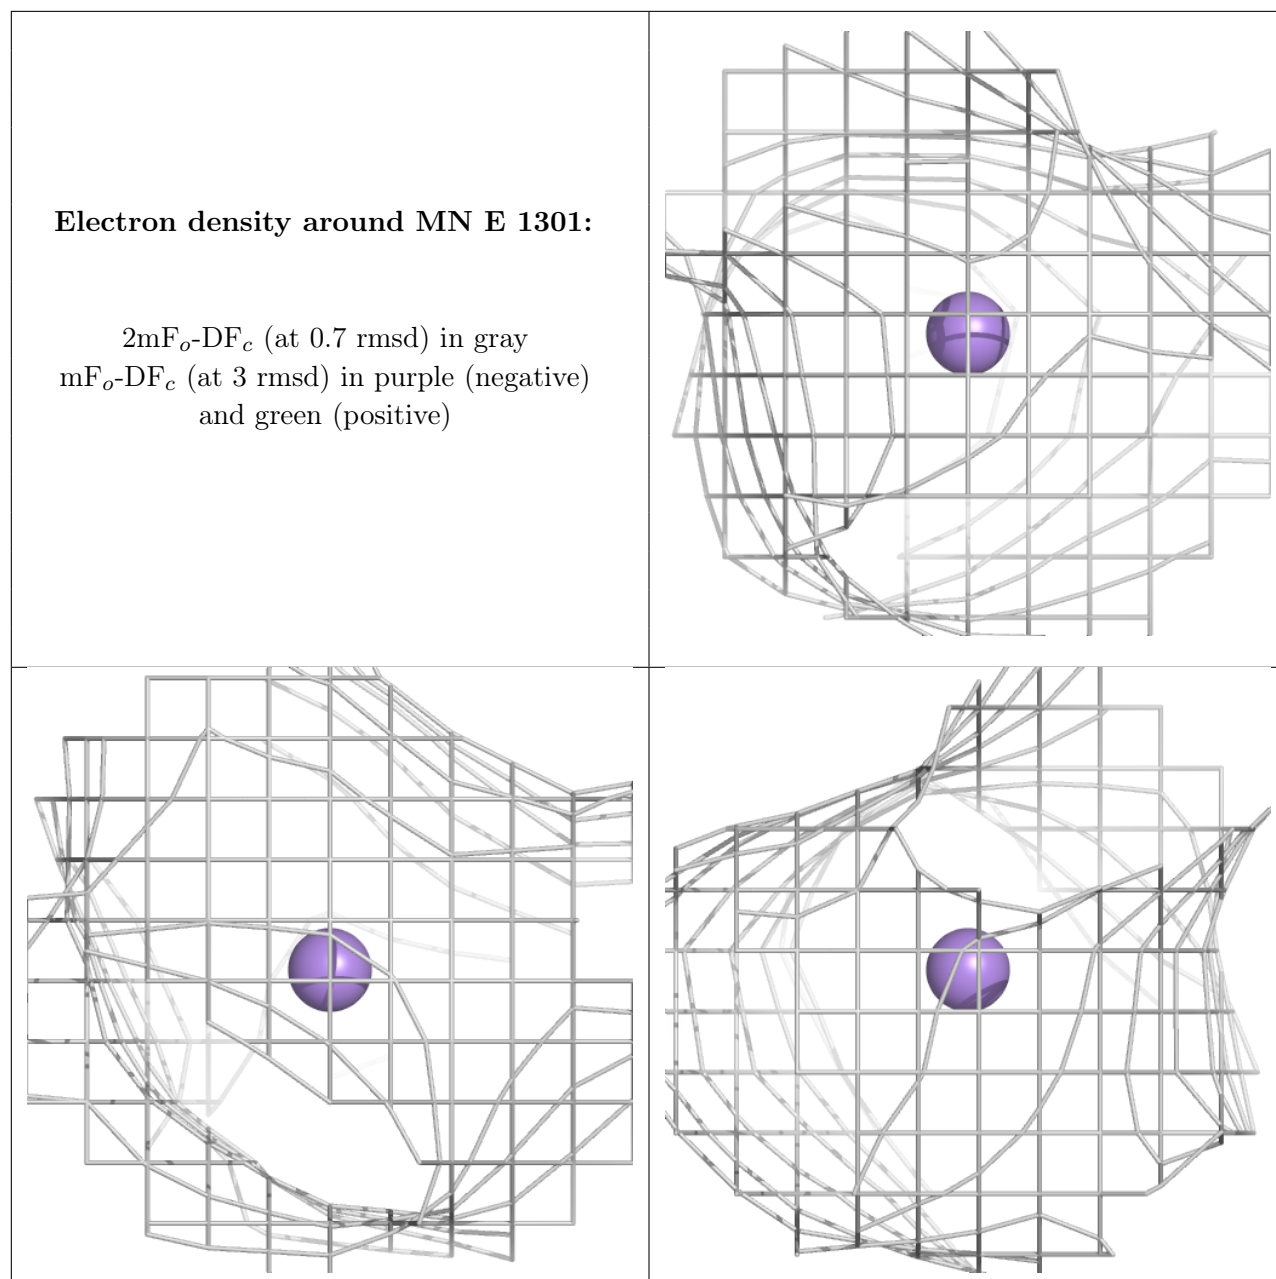 Electron density around MN E 1301:
2mFo-DFc (at 0.7 rmsd) in gray
mFo-DFc (at 3 rmsd) in purple (negative)
and green (positive)